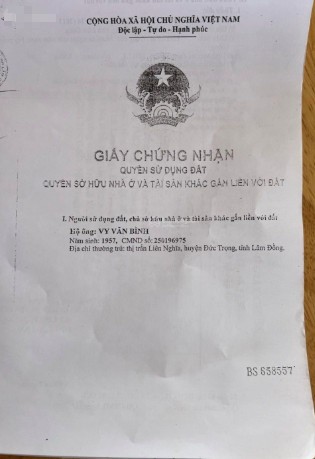 CỘNG HÒA XÃ HỘI CHỦ NGHĨA VIỆT NAM
Độc lập - Tự do - Hạnh phúc
GIẤY CHỨNG NHẬN
QUYỀN SỬ DỤNG ĐẤT
QUYỀN SỞ HỮU NHÀ Ở VÀ TÀI SẢN KHÁC GẮN LIỀN VỚI ĐẤT
I. Người sử dụng đất, chủ sở hữu nhà ở và tài sản khác gắn liền với đất
Hộ ông: VY VĂN BÌNH
Năm sinh: 1957, CMND số: 250196975
Địa chỉ thường trú: thị trấn Liên Nghĩa, huyện Đức Trọng, tỉnh Lâm Đồng.
BS 658557